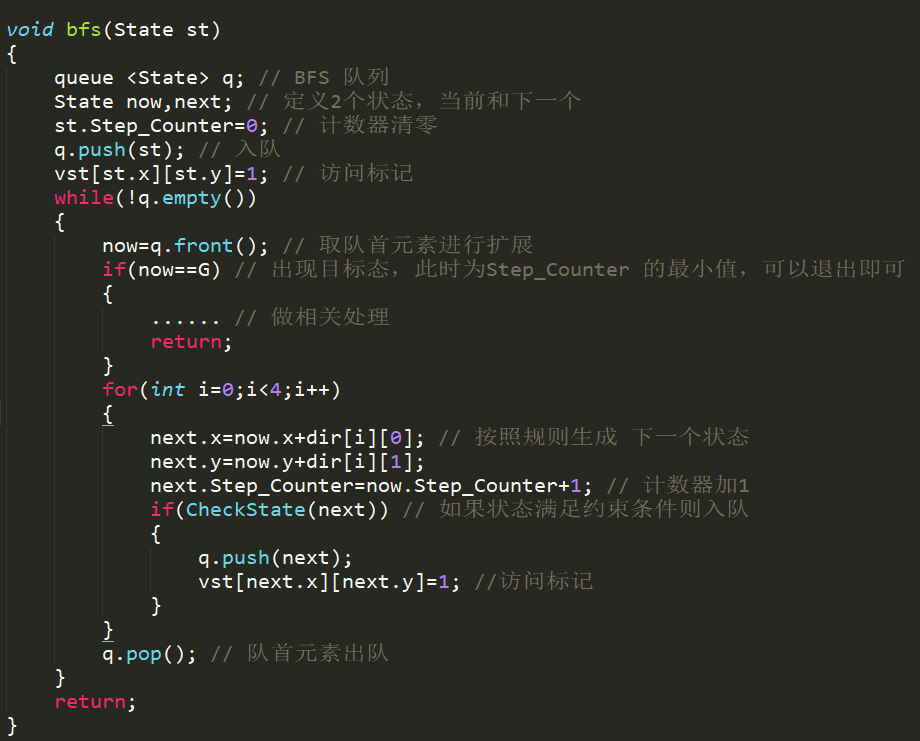 void bfs(State st)
{
    queue <State> q; // BFS 队列
    State now,next; // 定义2个状态，当前和下一个
    st.Step_Counter=0; // 计数器清零
    q.push(st); // 入队
    vst[st.x][st.y]=1; // 访问标记
    while(!q.empty())
    {
        now=q.front(); // 取队首元素进行扩展
        if(now==G) // 出现目标态，此时为Step_Counter 的最小值，可以退出即可
        {
            ...... // 做相关处理
            return;
        }
        for(int i=0;i<4;i++)
        {
            next.x=now.x+dir[i][0]; // 按照规则生成 下一个状态
            next.y=now.y+dir[i][1];
            next.Step_Counter=now.Step_Counter+1; // 计数器加1
            if(CheckState(next)) // 如果状态满足约束条件则入队
            {
                q.push(next);
                vst[next.x][next.y]=1; //访问标记
            }
        }
        q.pop(); // 队首元素出队
    }
    return;
}